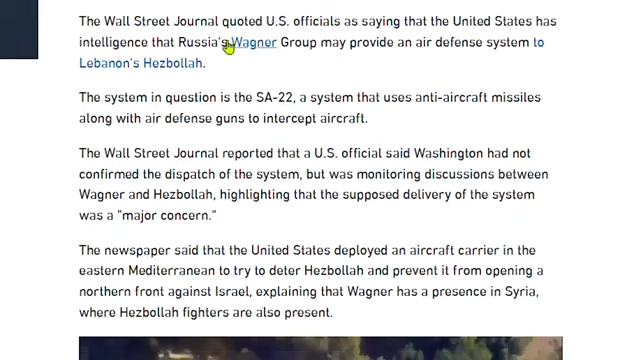 The Wall Street Journal quoted U.S. officials as saying that the United States has
intelligence that Russia's Wagner Group may provide an air defense system to
Lebanon's Hezbollah.
The system in question is the SA-22, a system that uses anti-aircraft missiles
along with air defense guns to intercept aircraft.
The Wall Street Journal reported that a U.S. official said Washington had not
confirmed the dispatch of the system, but was monitoring discussions between
Wagner and Hezbollah, highlighting that the supposed delivery of the system
was a "major concern."
The newspaper said that the United States deployed an aircraft carrier in the
eastern Mediterranean to try to deter Hezbollah and prevent it from opening a
northern front against Israel, explaining that Wagner has a presence in Syria,
where Hezbollah fighters are also present.